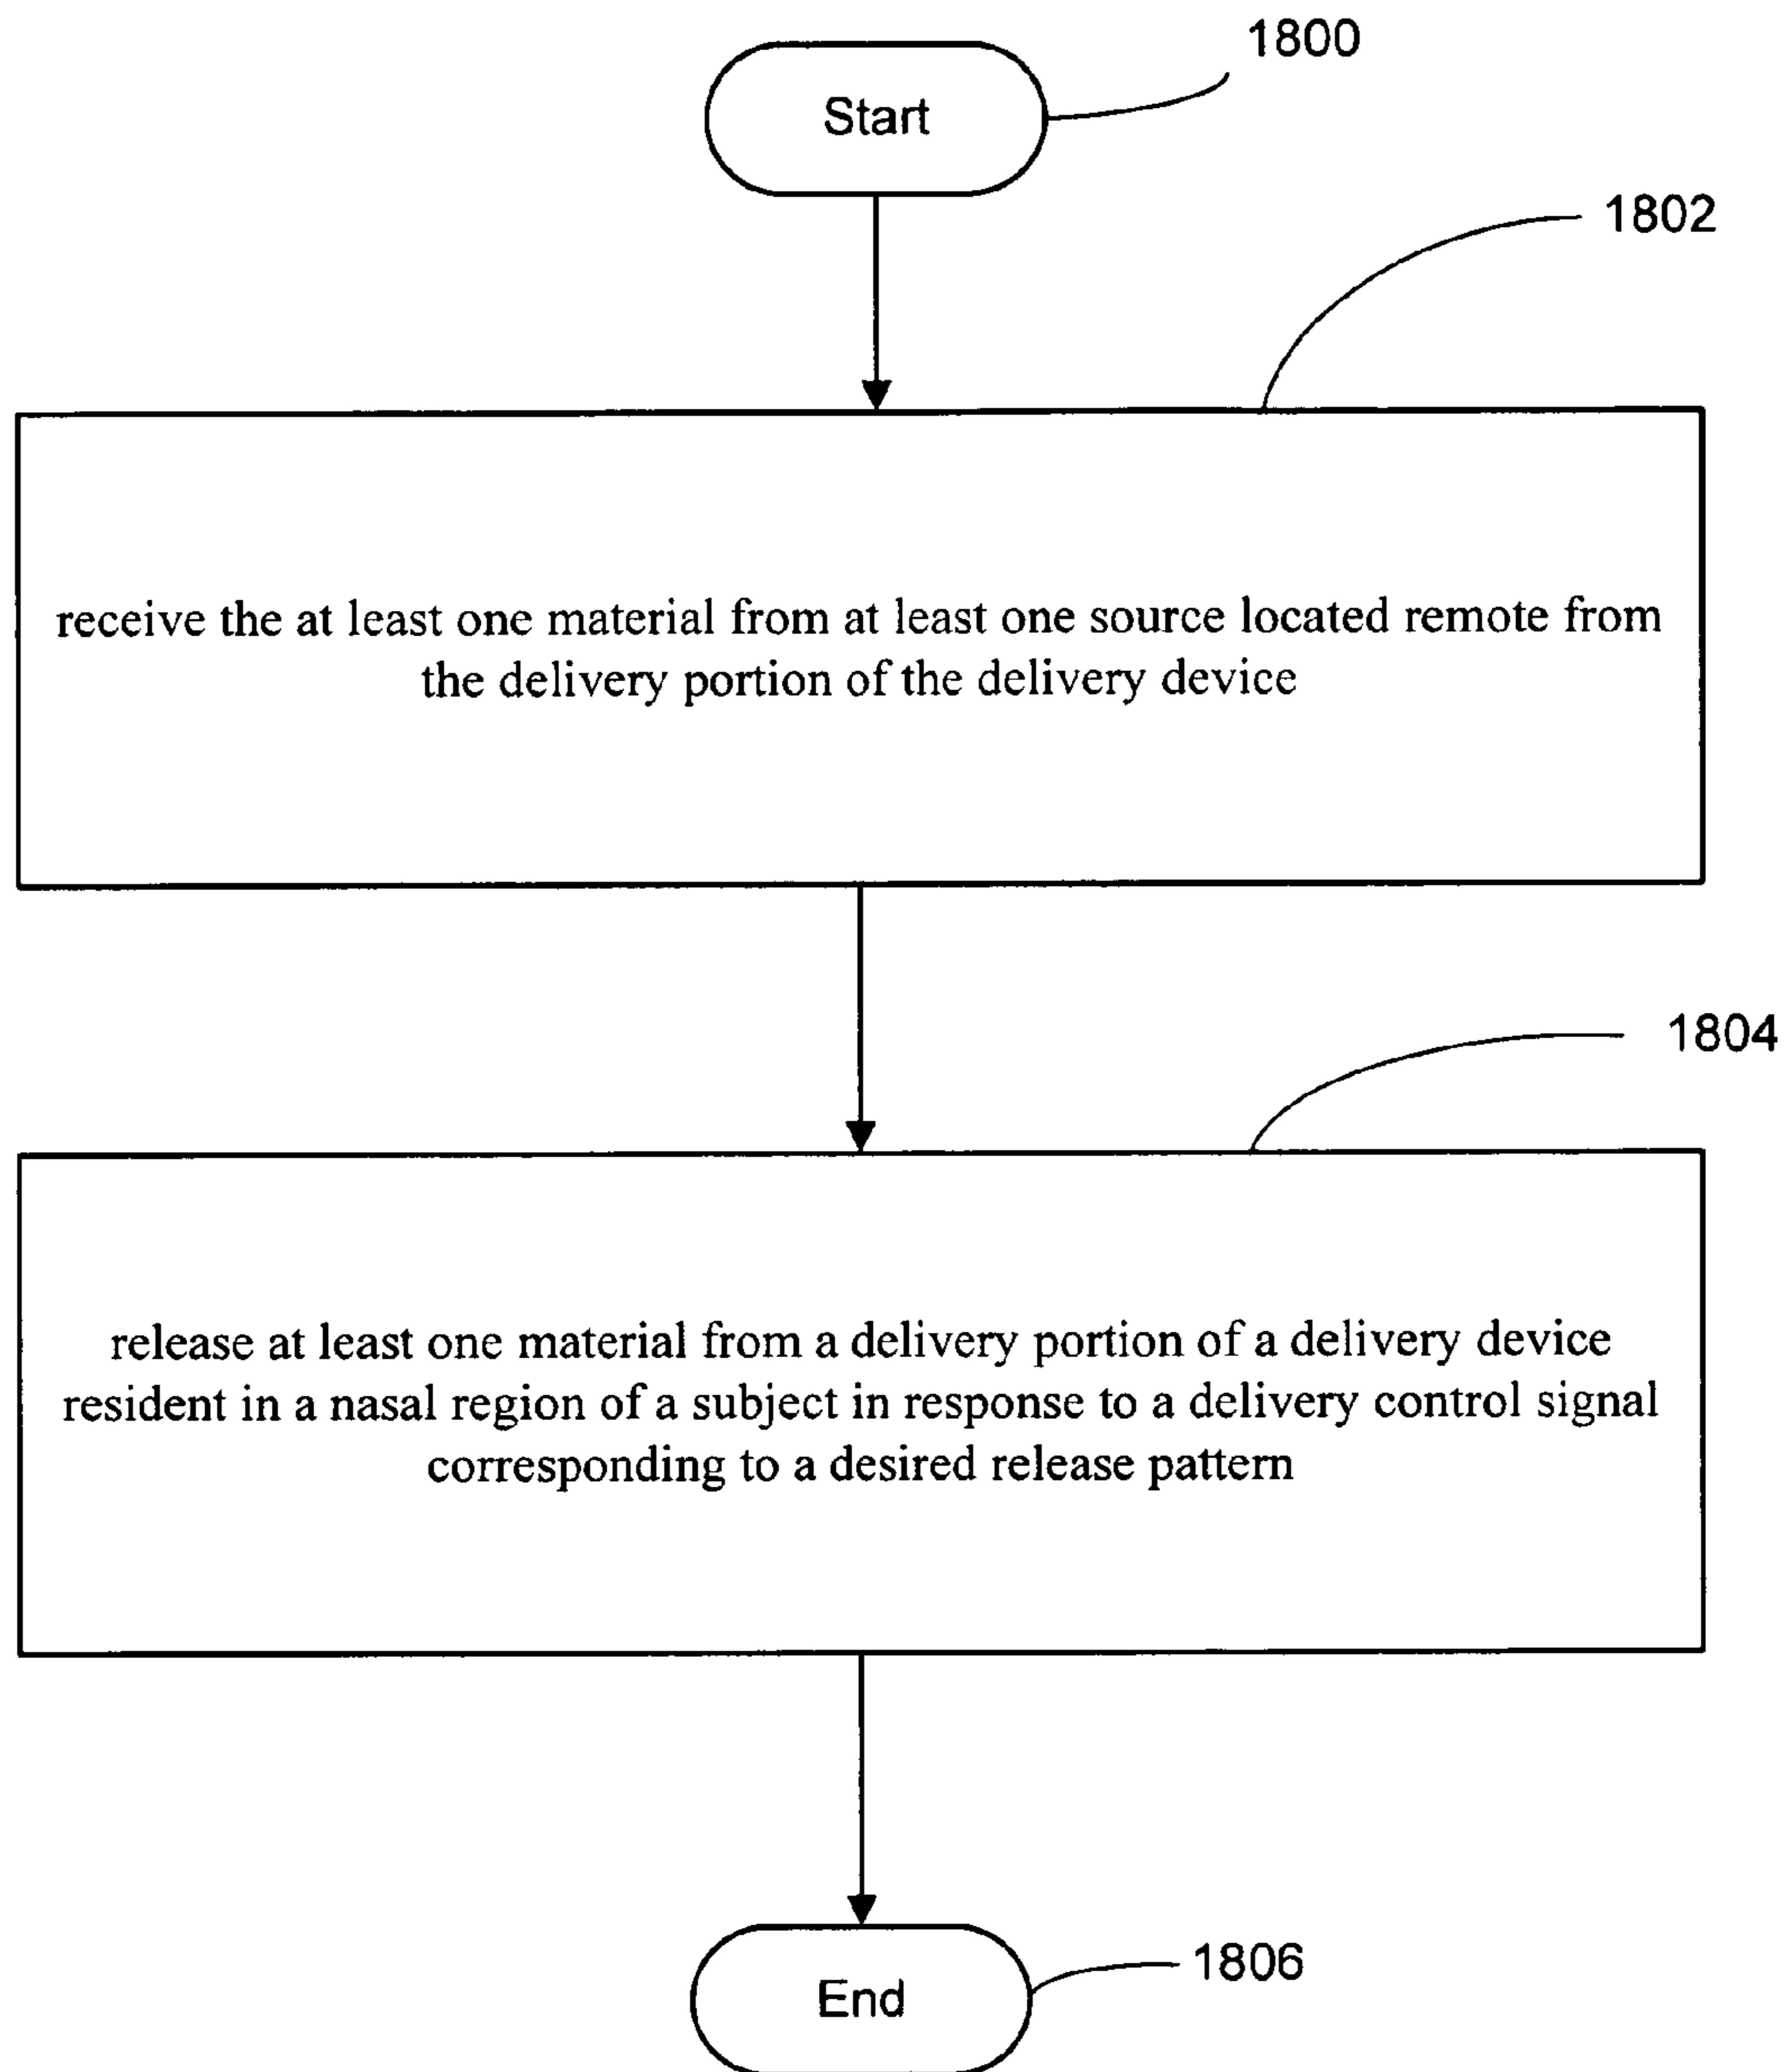 1800
Start
1802
receive the at least one material from at least one source located remote from
the delivery portion of the delivery device
1804
release at least one material from a delivery portion of a delivery device
resident in a nasal region of a subject in response to a delivery control signal
corresponding to a desired release pattern
1806
End